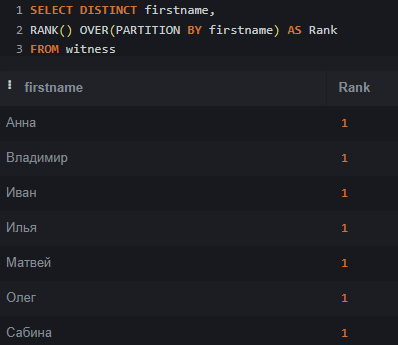 1 SELECT DISTINCT firstname,
2 RANK() OVER(PARTITION BY firstname) AS Rank
3 FROM witness
firstname Rank
Анна 1
Владимир 1
Иван 1
Илья 1
Матвей 1
Олег 1
Сабина 1